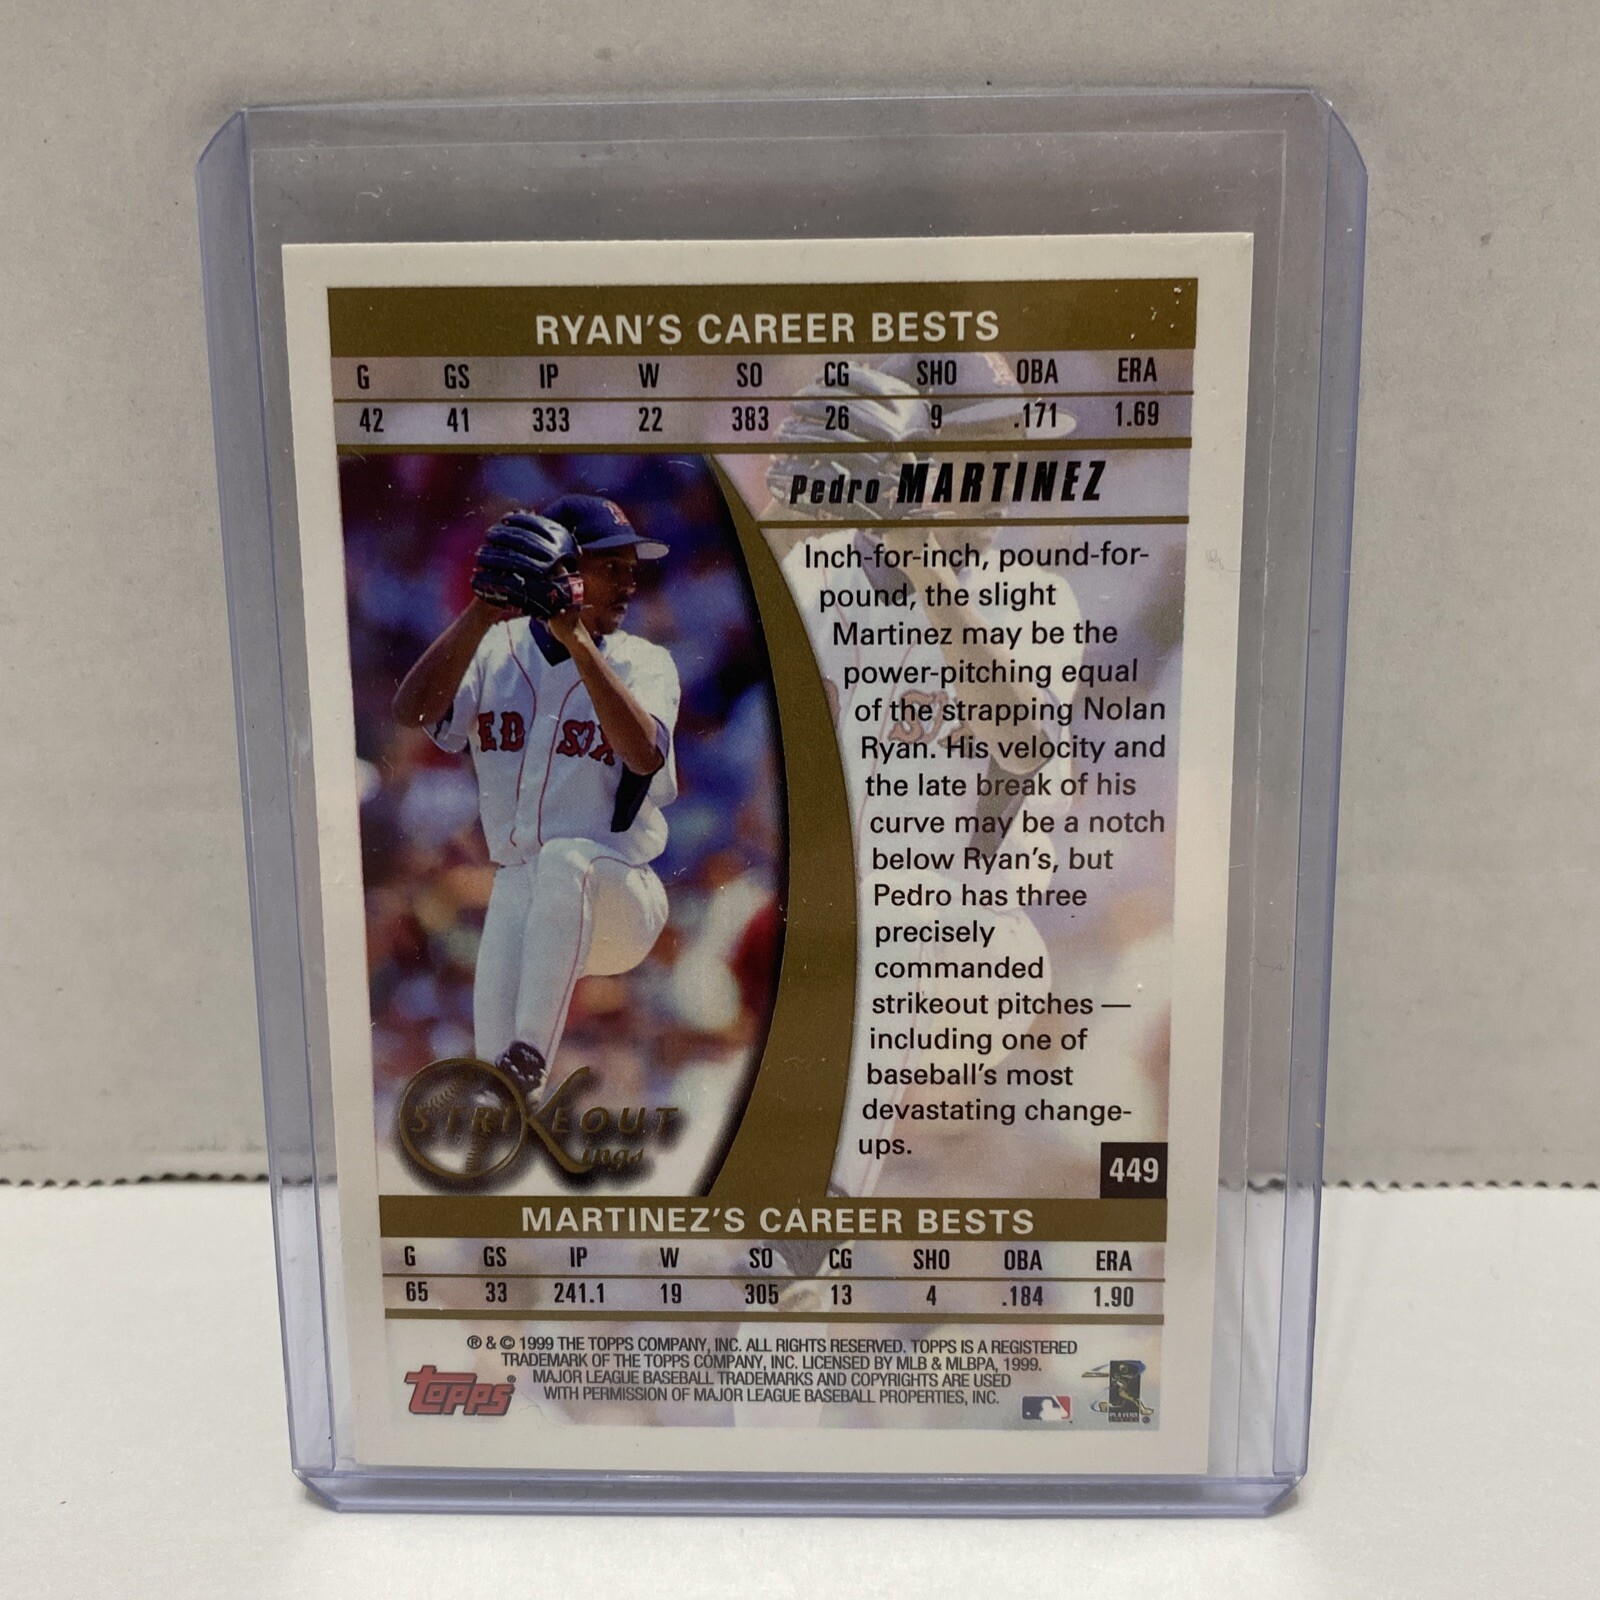 RYAN'S CAREER BESTS
G GS IP W SO CG SHO OBA ERA
42 41 333 22 383 26 9 .171 1.69
Pedro MARTINEZ
Inch-for-inch, pound-for-
pound, the slight
Martinez may be the
power-pitching equal
of the strapping Nolan
Ryan. His velocity and
the late break of his
curve may be a notch
below Ryan's, but
Pedro has three
precisely
commanded
strikeout pitches —
including one of
baseball's most
devastating change-
ups.
ED SOX
STRIKEOUT
Kings
449
MARTINEZ'S CAREER BESTS
G GS IP W SO CG SHO OBA ERA
65 33 241.1 19 305 13 4 .184 1.90
® & © 1999 THE TOPPS COMPANY, INC. ALL RIGHTS RESERVED. TOPPS IS A REGISTERED
TRADEMARK OF THE TOPPS COMPANY, INC. LICENSED BY MLB & MLBPA, 1999.
MAJOR LEAGUE BASEBALL TRADEMARKS AND COPYRIGHTS ARE USED
WITH PERMISSION OF MAJOR LEAGUE BASEBALL PROPERTIES, INC.
topps®
PLAYERS